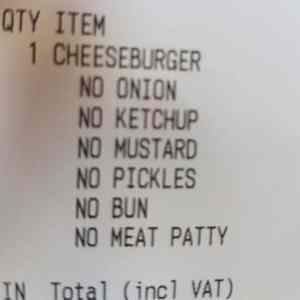 QTY ITEM
1 CHEESEBURGER
NO ONION
NO KETCHUP
NO MUSTARD
NO PICKLES
NO BUN
NO MEAT PATTY
IN Total (incl VAT)